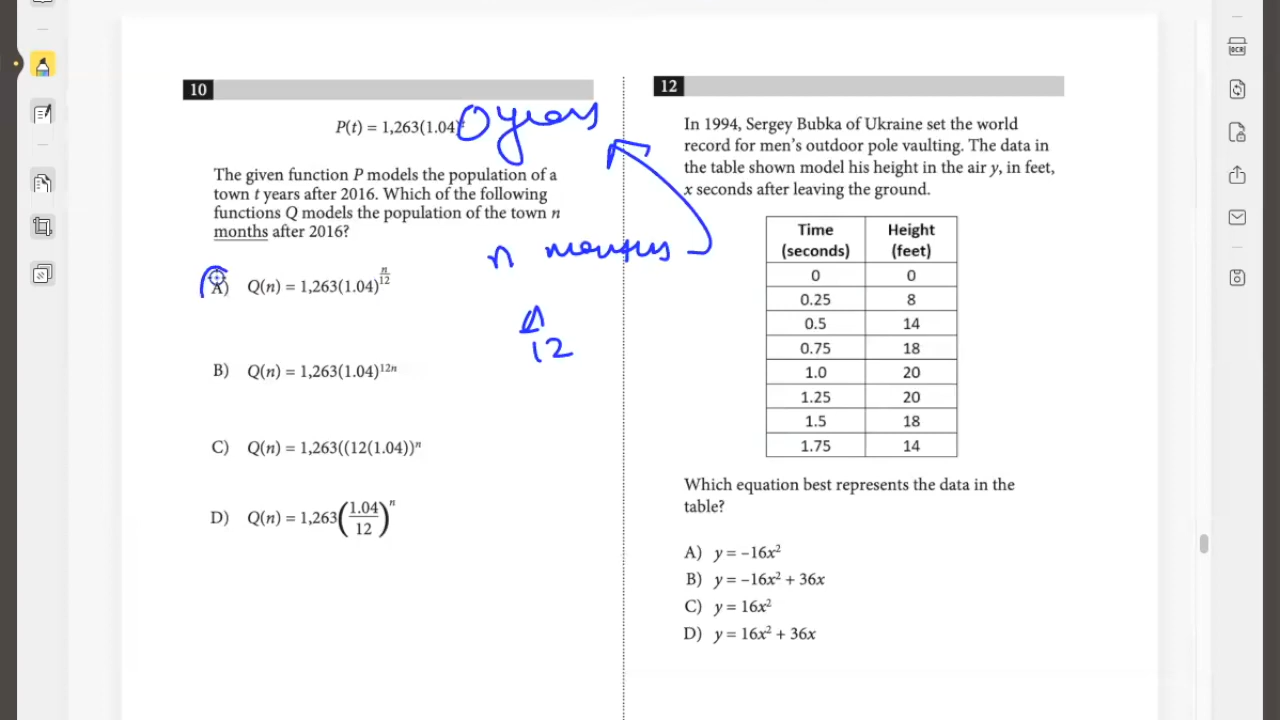 10
P(t) = 1,263(1.04)
years
The given function P models the population of a
town t years after 2016. Which of the following
functions Q models the population of the town n
months after 2016?
n months
A) Q(n) = 1,263(1.04)^(n/12)
12
B) Q(n) = 1,263(1.04)^(12n)
C) Q(n) = 1,263((12(1.04))^n
D) Q(n) = 1,263(1.04/12)^n
12
In 1994, Sergey Bubka of Ukraine set the world
record for men's outdoor pole vaulting. The data in
the table shown model his height in the air y, in feet,
x seconds after leaving the ground.
Time (seconds) Height (feet)
0 0
0.25 8
0.5 14
0.75 18
1.0 20
1.25 20
1.5 18
1.75 14
Which equation best represents the data in the
table?
A) y = −16x²
B) y = −16x² + 36x
C) y = 16x²
D) y = 16x² + 36x
OCR